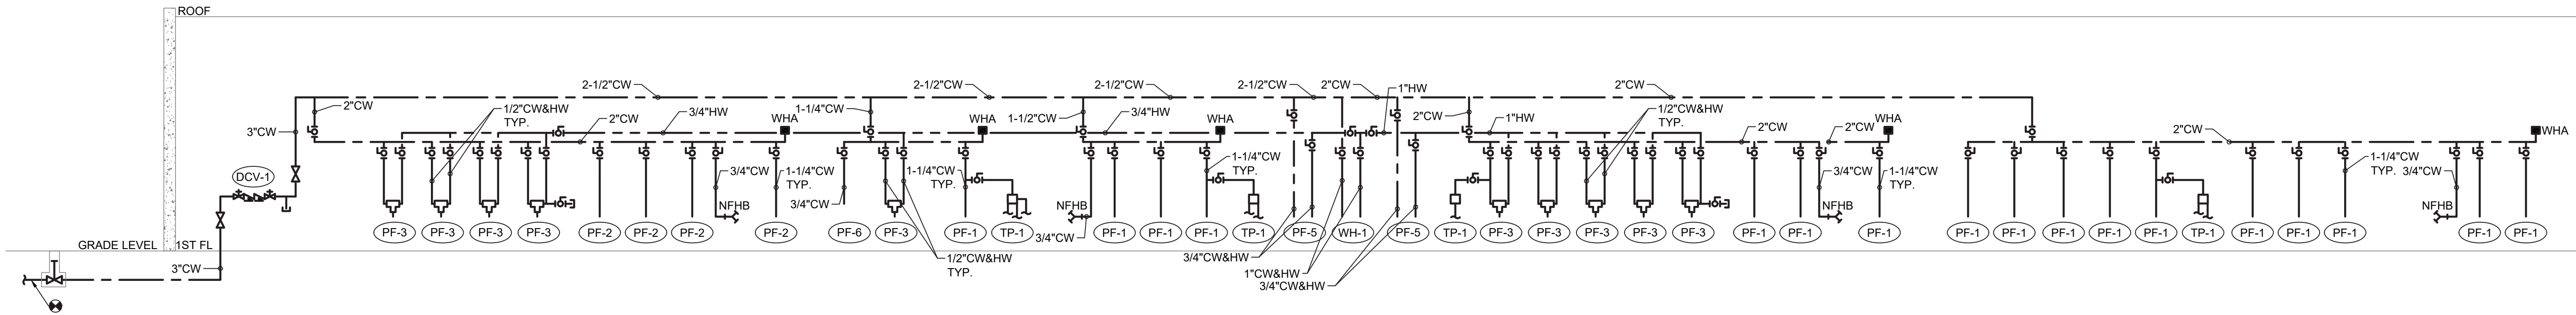 ROOF
2-1/2"CW
2-1/2"CW
2-1/2"CW
2-1/2"CW
2"CW
1"HW
2"CW
2"CW
1/2"CW&HW
TYP.
2"CW
3/4"HW
1-1/4"CW
WHA
WHA
1-1/2"CW
3/4"HW
WHA
2"CW
1"HW
1/2"CW&HW
TYP.
2"CW
2"CW
WHA
2"CW
WHA
3"CW
DCV-1
3/4"CW
NFHB
1-1/4"CW
TYP.
3/4"CW
1-1/4"CW
TYP.
NFHB
3/4"CW
1-1/4"CW
TYP.
3/4"CW
NFHB
1-1/4"CW
TYP.
1-1/4"CW
TYP.
3/4"CW
NFHB
PF-3
PF-3
PF-3
PF-3
PF-2
PF-2
PF-2
PF-2
PF-6
PF-3
PF-1
TP-1
PF-1
PF-1
PF-1
TP-1
PF-5
WH-1
PF-5
TP-1
PF-3
PF-3
PF-3
PF-3
PF-3
PF-1
PF-1
PF-1
PF-1
PF-1
PF-1
PF-1
PF-1
TP-1
PF-1
PF-1
PF-1
PF-1
PF-1
GRADE LEVEL
1ST FL
3"CW
1/2"CW&HW
TYP.
3/4"CW&HW
1"CW&HW
3/4"CW&HW